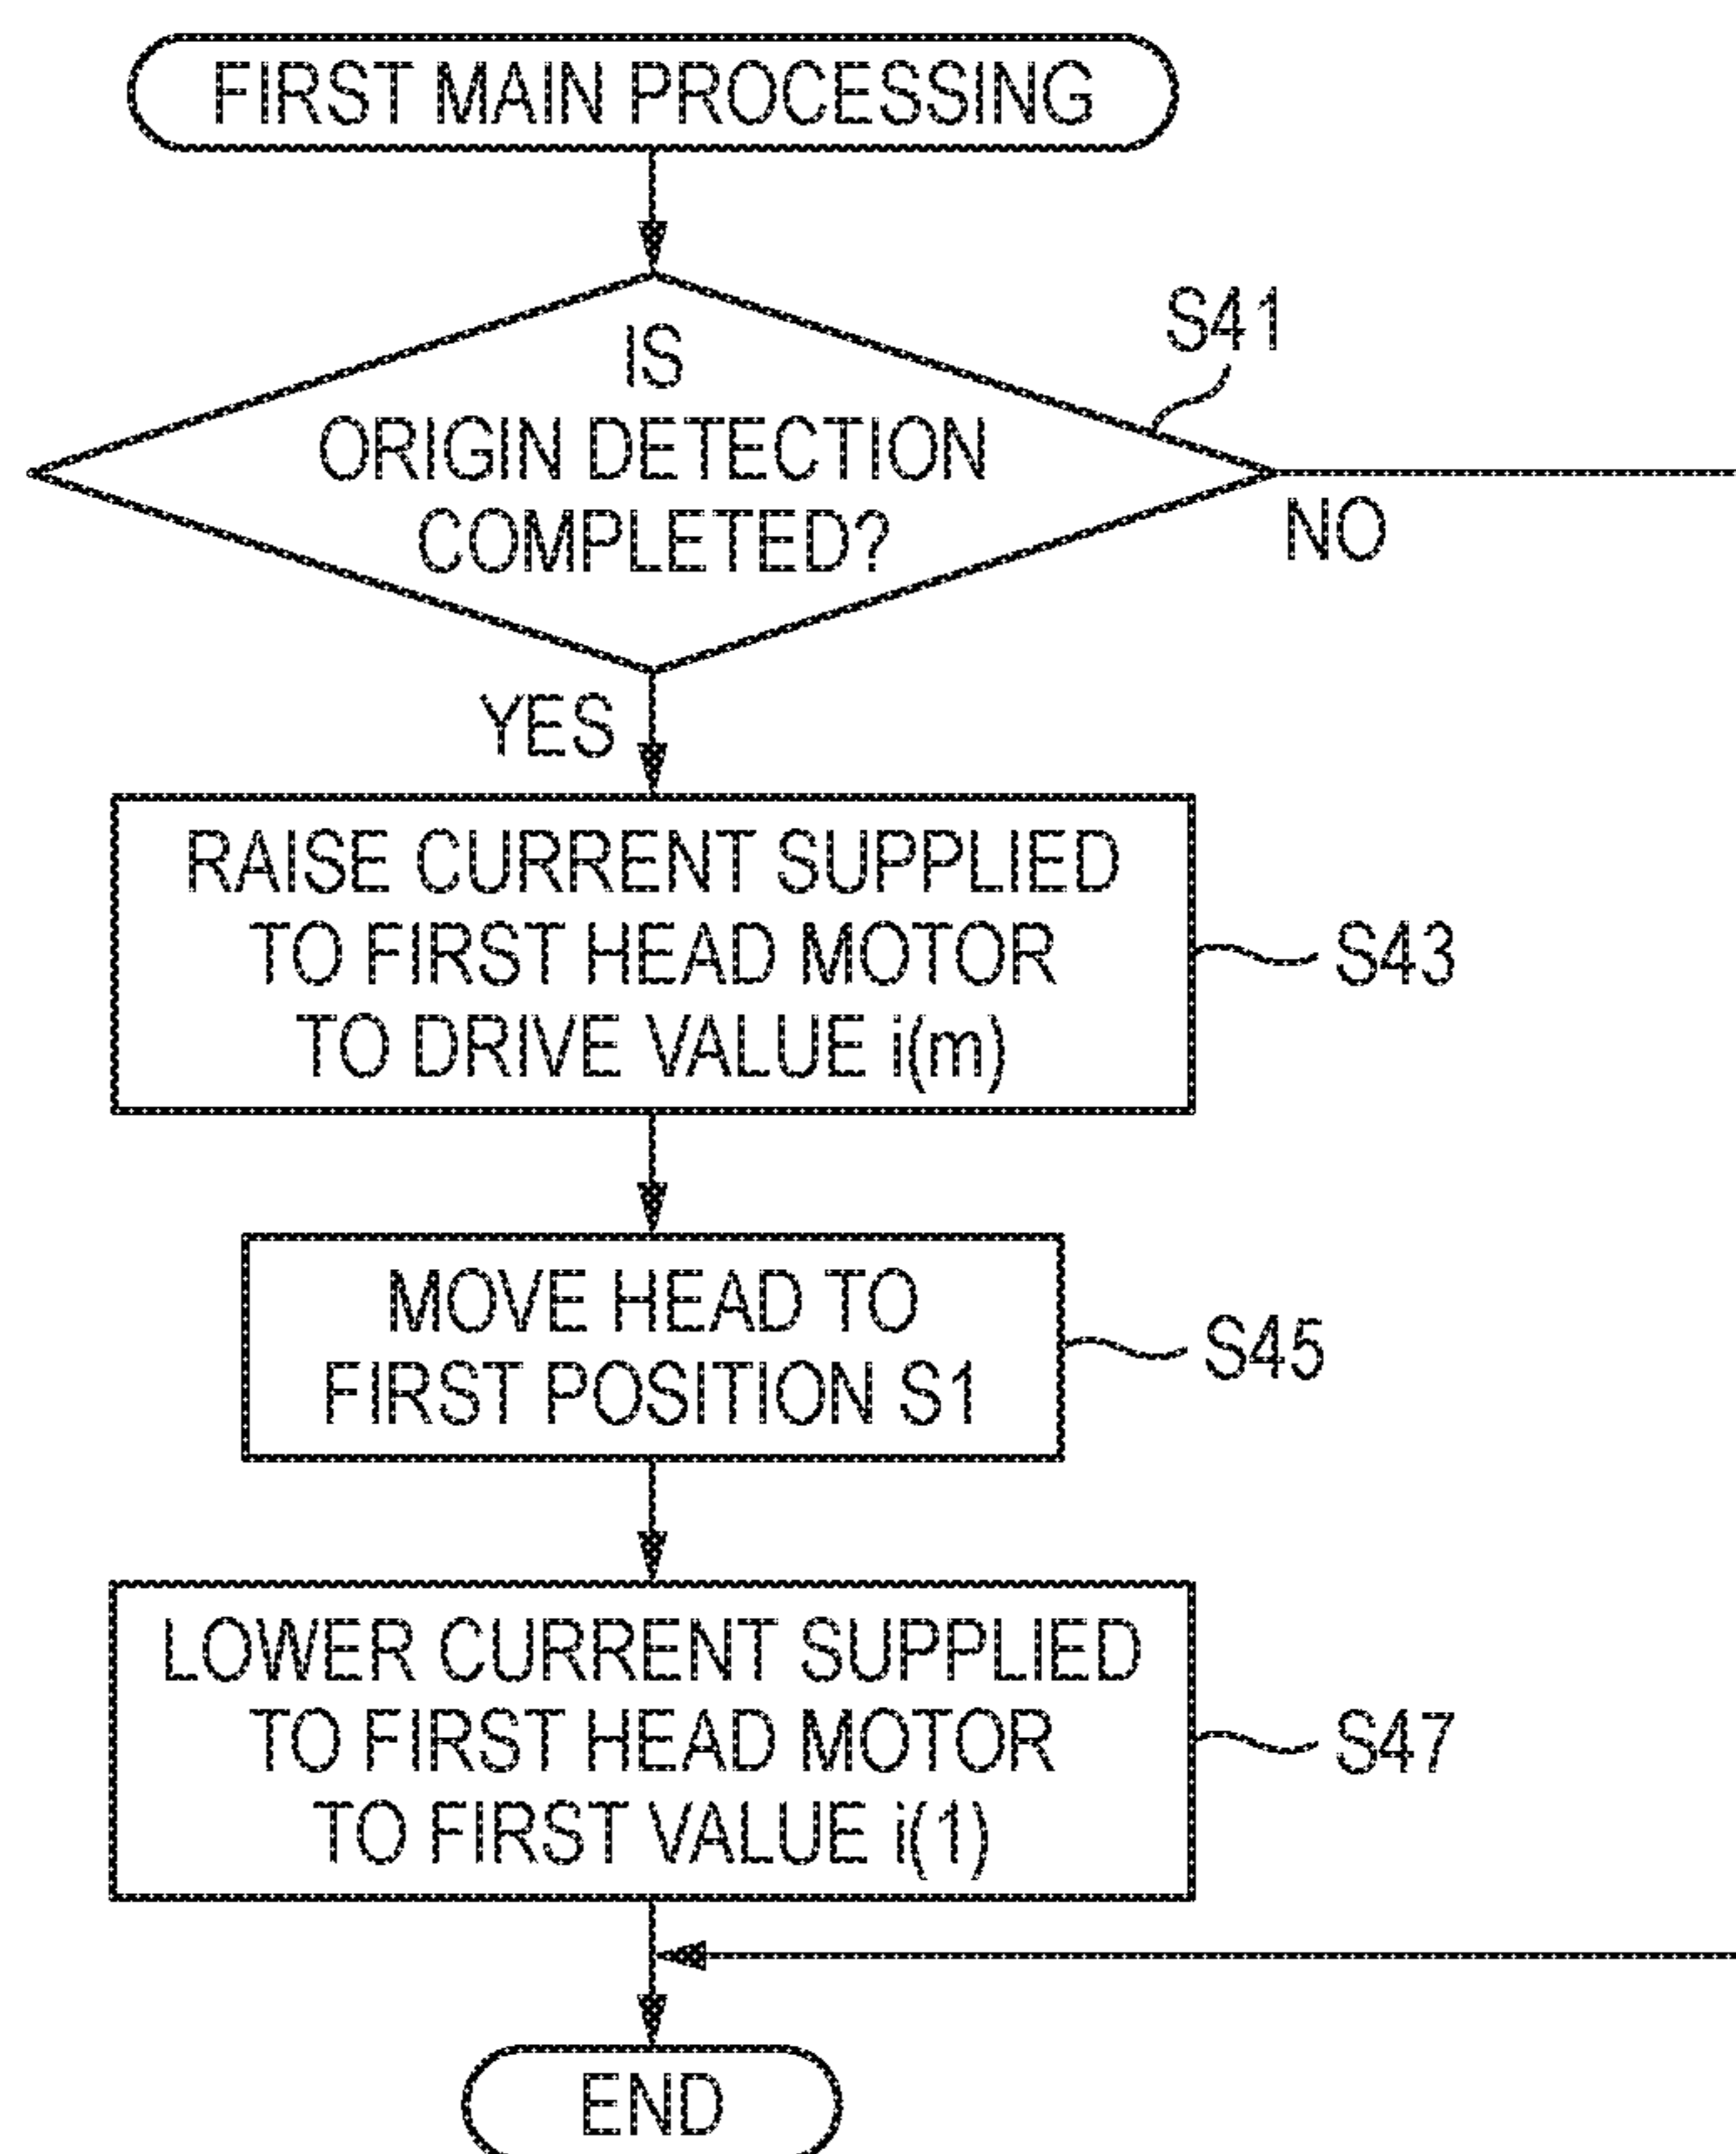 FIRST MAIN PROCESSING
S41
IS
ORIGIN DETECTION
COMPLETED?
NO
YES
RAISE CURRENT SUPPLIED
TO FIRST HEAD MOTOR
TO DRIVE VALUE i(m)
S43
MOVE HEAD TO
FIRST POSITION S1
S45
LOWER CURRENT SUPPLIED
TO FIRST HEAD MOTOR
TO FIRST VALUE i(1)
S47
END